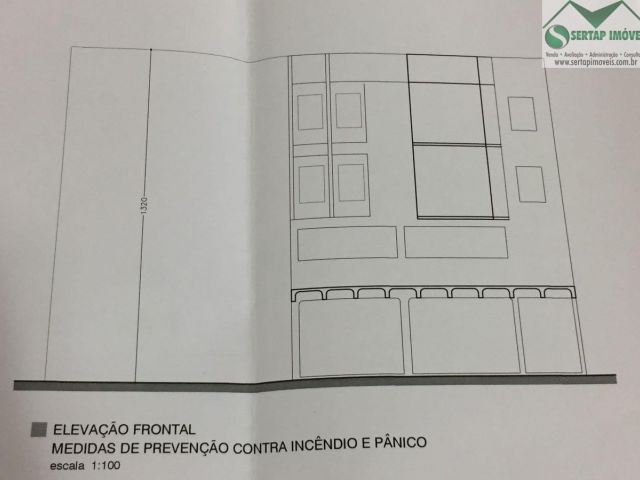 SERTAP IMÓVE
Venda • Avaliação • Administração • Consulto
www.sertapimoveis.com.br
1320
ELEVAÇÃO FRONTAL
MEDIDAS DE PREVENÇÃO CONTRA INCÊNDIO E PÂNICO
escala 1:100